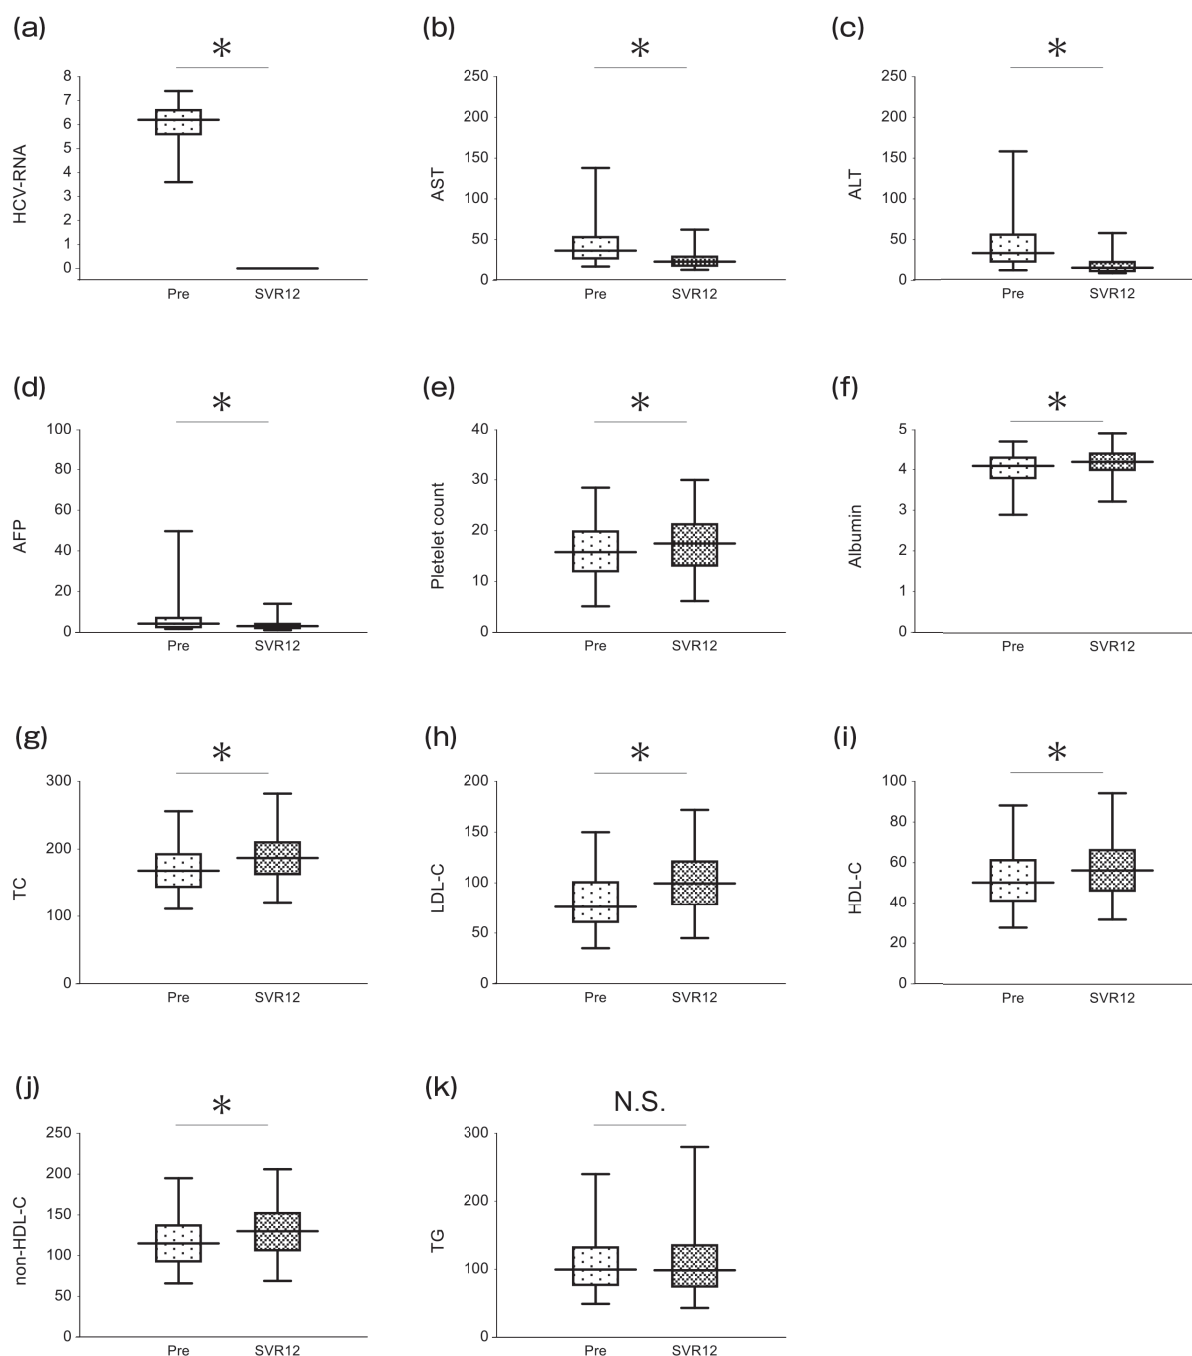 (a)
*
HCV-RNA
8
7
6
5
4
3
2
1
0
Pre SVR12
(b)
*
AST
250
200
150
100
50
0
Pre SVR12
(c)
*
ALT
250
200
150
100
50
0
Pre SVR12
(d)
*
AFP
100
80
60
40
20
0
Pre SVR12
(e)
*
Pletelet count
40
30
20
10
0
Pre SVR12
(f)
*
Albumin
5
4
3
2
1
0
Pre SVR12
(g)
*
TC
300
200
100
0
Pre SVR12
(h)
*
LDL-C
200
150
100
50
0
Pre SVR12
(i)
*
HDL-C
100
80
60
40
20
0
Pre SVR12
(j)
*
non-HDL-C
250
200
150
100
50
0
Pre SVR12
(k)
N.S.
TG
300
200
100
0
Pre SVR12